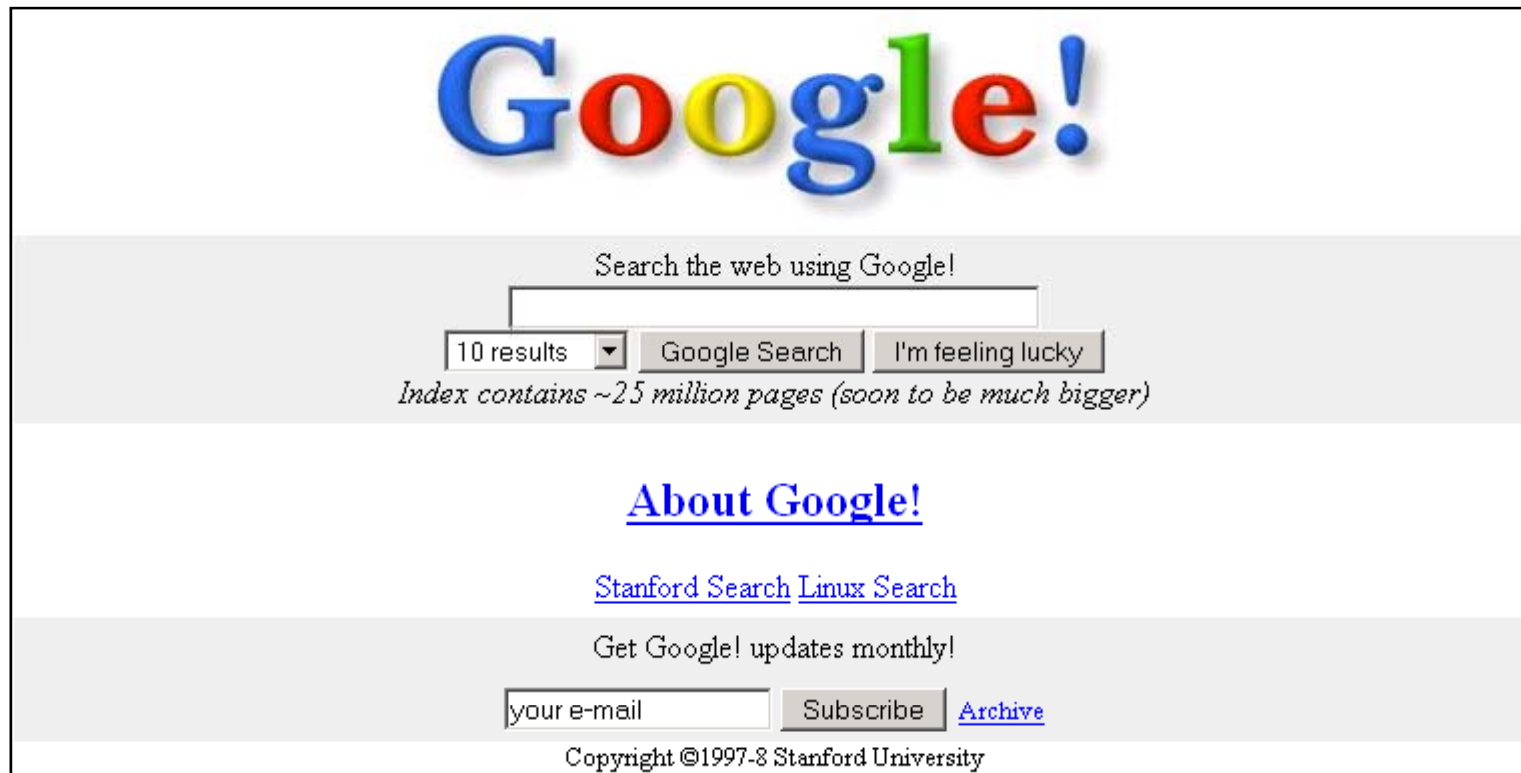 Google!
Search the web using Google!
10 results Google Search I'm feeling lucky
Index contains ~25 million pages (soon to be much bigger)
About Google!
Stanford Search Linux Search
Get Google! updates monthly!
your e-mail Subscribe Archive
Copyright ©1997-8 Stanford University